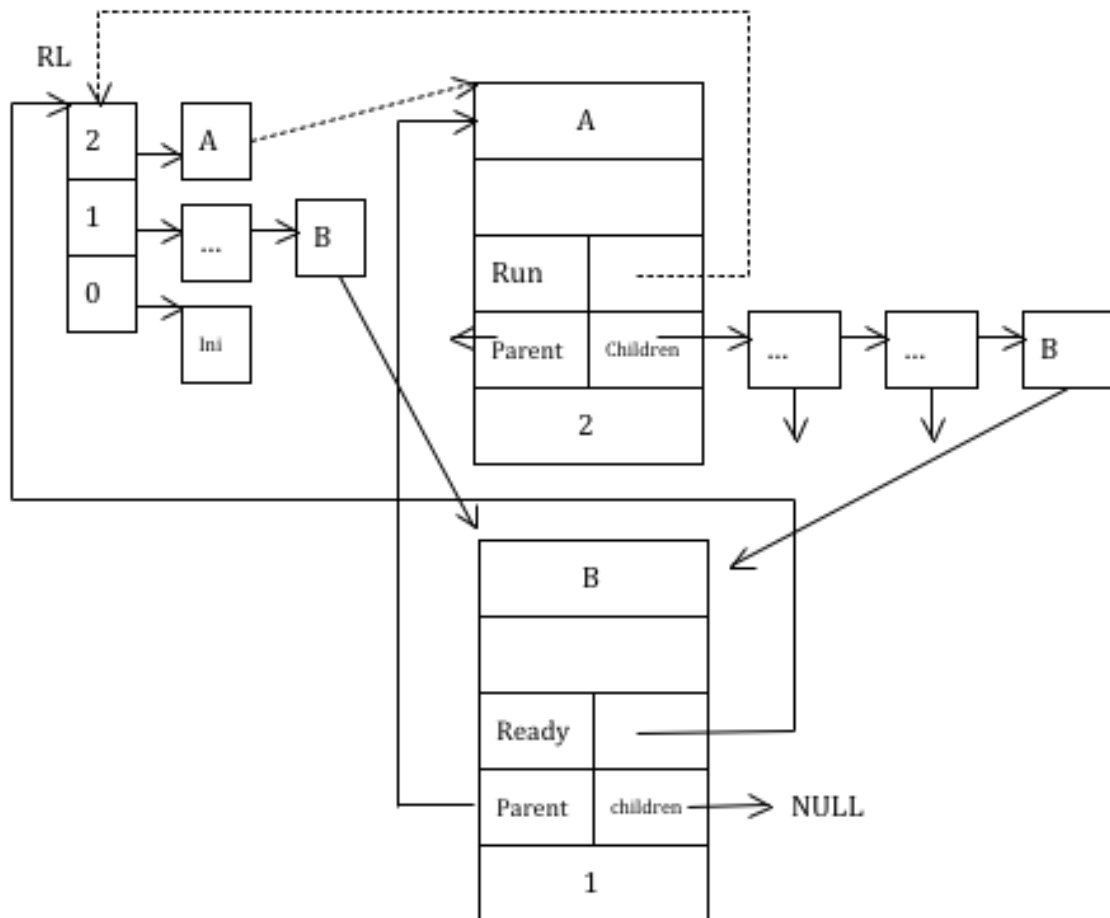 RL
2
A
1
...
B
0
Ini
A
Run
Parent
Children
2
...
...
B
B
Ready
Parent
children
NULL
1